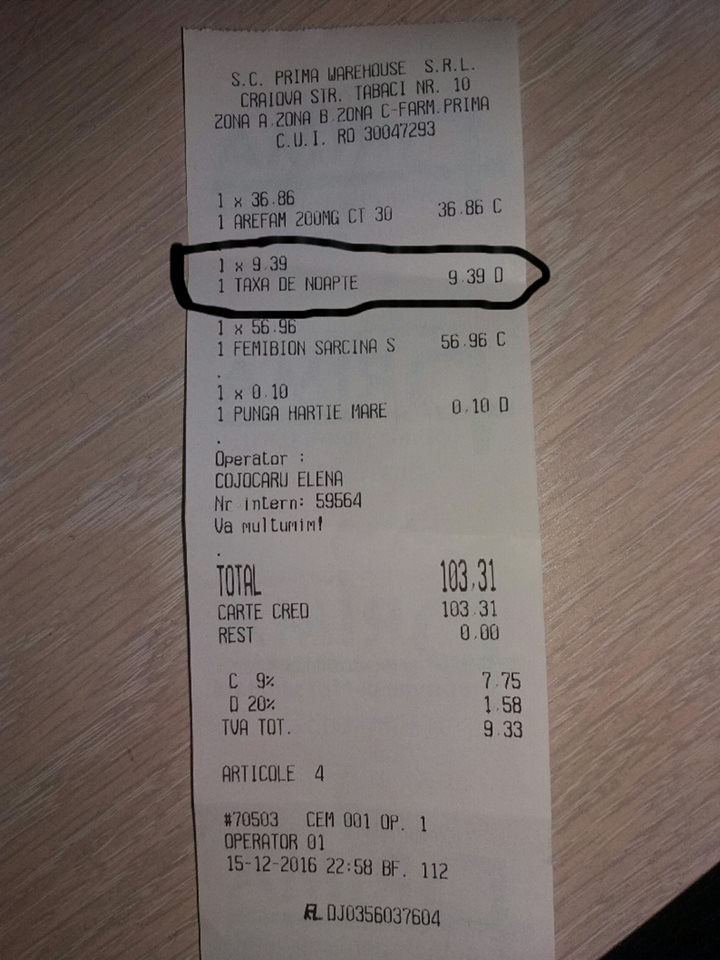 S.C. PRIMA WAREHOUSE S.R.L.
CRAIOVA STR. TABACI NR. 10
ZONA A.ZONA B.ZONA C-FARM.PRIMA
C.U.I. RO 30047293
1 x 36.86
1 AREFAM 200MG CT 30 36.86 C
1 x 9.39
1 TAXA DE NOAPTE 9.39 D
1 x 56.96
1 FEMIBION SARCINA S 56.96 C
.
1 x 0.10
1 PUNGA HARTIE MARE 0.10 D
.
Operator :
COJOCARU ELENA
Nr intern: 59564
Va multumim!
.
TOTAL 103,31
CARTE CRED 103.31
REST 0.00
C 9% 7.75
D 20% 1.58
TVA TOT. 9.33
ARTICOLE 4
#70503 CEM 001 OP. 1
OPERATOR 01
15-12-2016 22:58 BF. 112
FL DJ0356037604